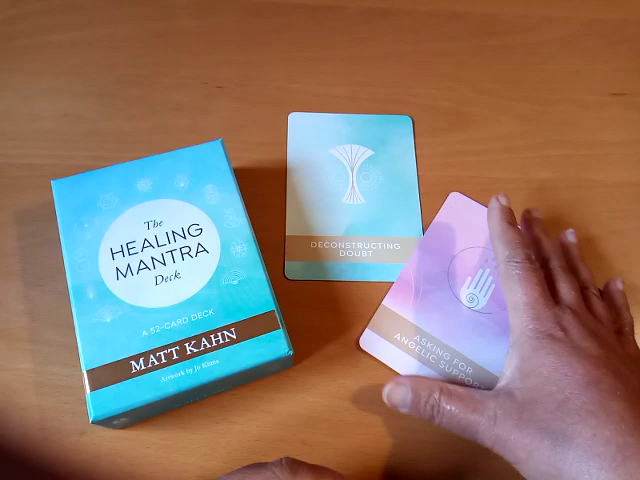 The
HEALING
MANTRA
Deck
A 52-CARD DECK
MATT KAHN
Artwork by Jo Klima
DECONSTRUCTING
DOUBT
ASKING FOR
ANGELIC SUPPORT